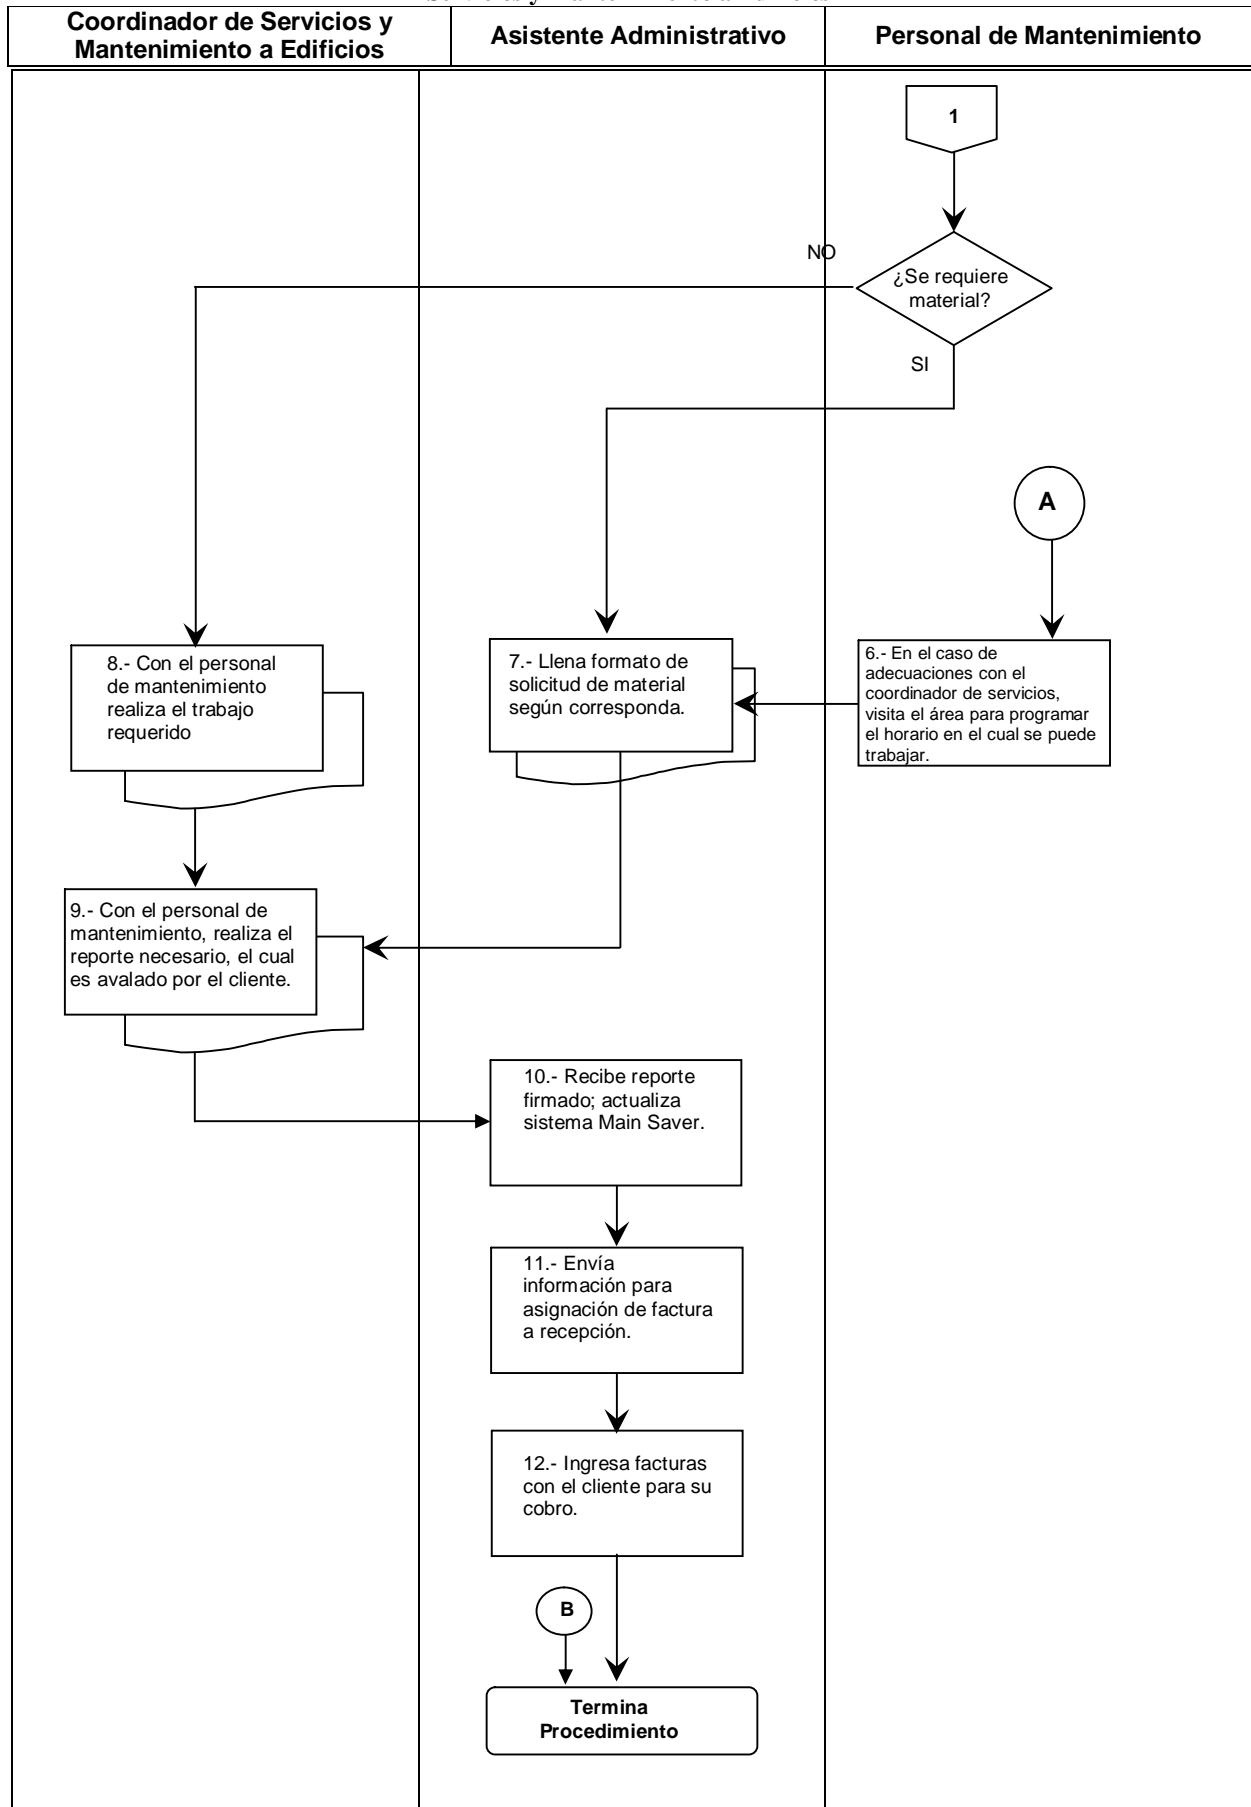 Coordinador de Servicios y
Mantenimiento a Edificios
Asistente Administrativo
Personal de Mantenimiento
1
NO
¿Se requiere
material?
SI
A
8.- Con el personal
de mantenimiento
realiza el trabajo
requerido
7.- Llena formato de
solicitud de material
según corresponda.
6.- En el caso de
adecuaciones con el
coordinador de servicios,
visita el área para programar
el horario en el cual se puede
trabajar.
9.- Con el personal de
mantenimiento, realiza el
reporte necesario, el cual
es avalado por el cliente.
10.- Recibe reporte
firmado; actualiza
sistema Main Saver.
11.- Envía
información para
asignación de factura
a recepción.
12.- Ingresa facturas
con el cliente para su
cobro.
B
Termina
Procedimiento